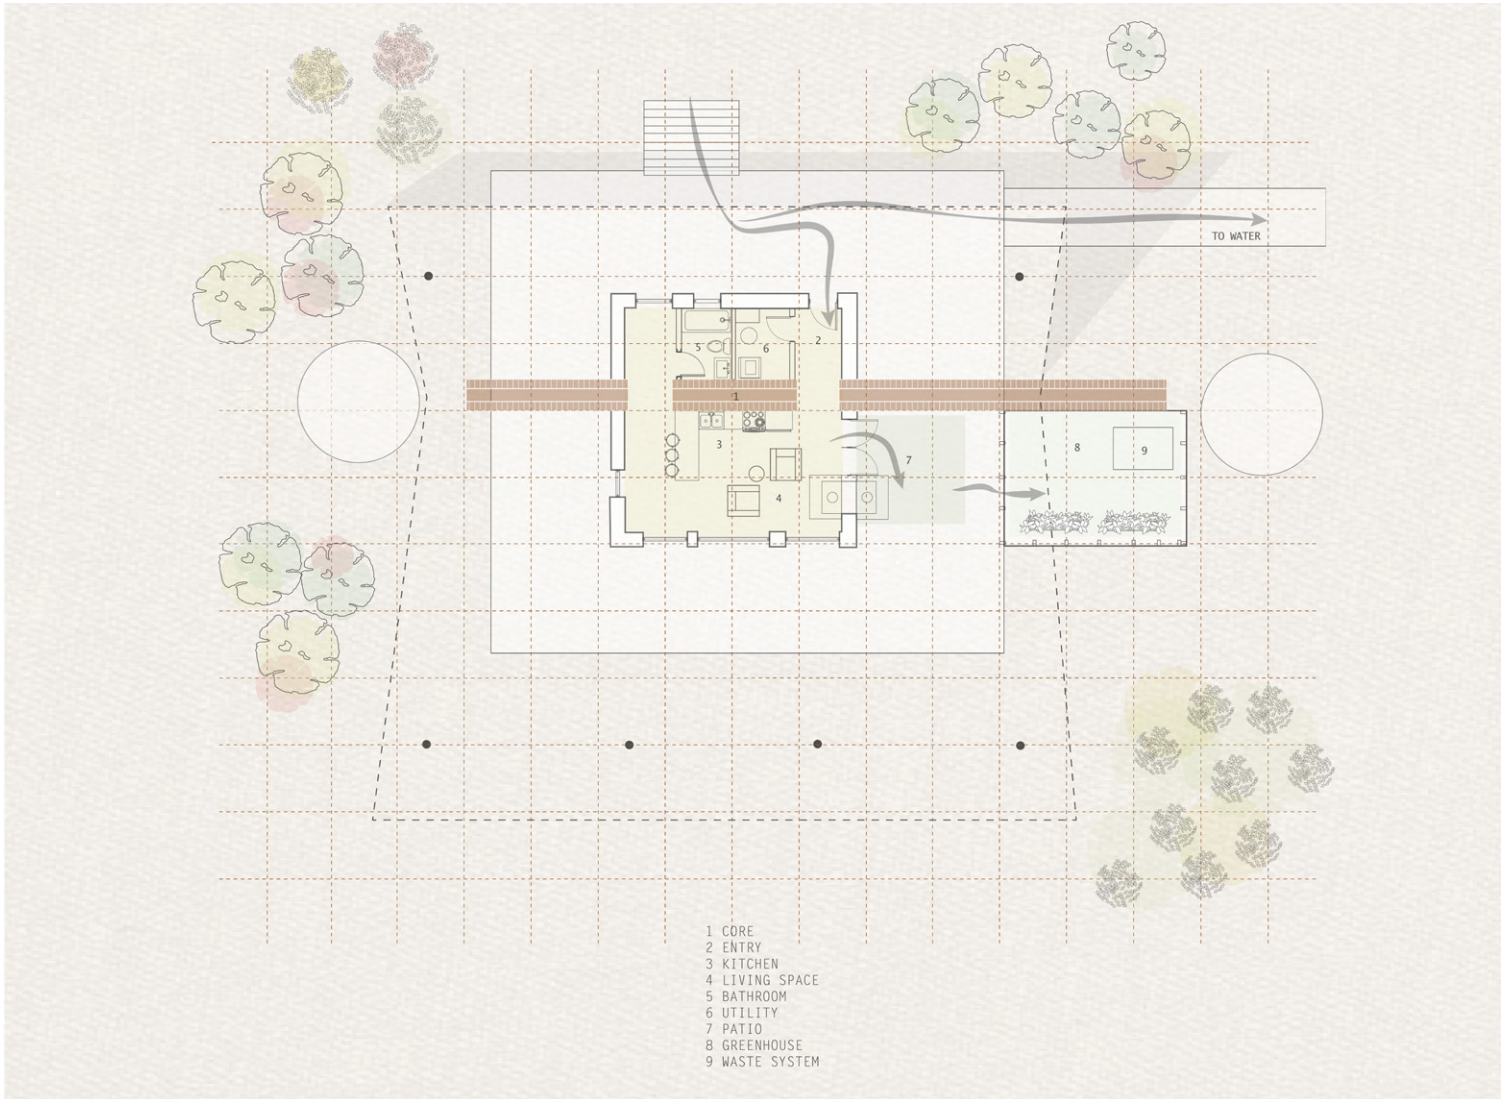 TO WATER
2
5
6
1
3
7
8
9
4
1 CORE
2 ENTRY
3 KITCHEN
4 LIVING SPACE
5 BATHROOM
6 UTILITY
7 PATIO
8 GREENHOUSE
9 WASTE SYSTEM